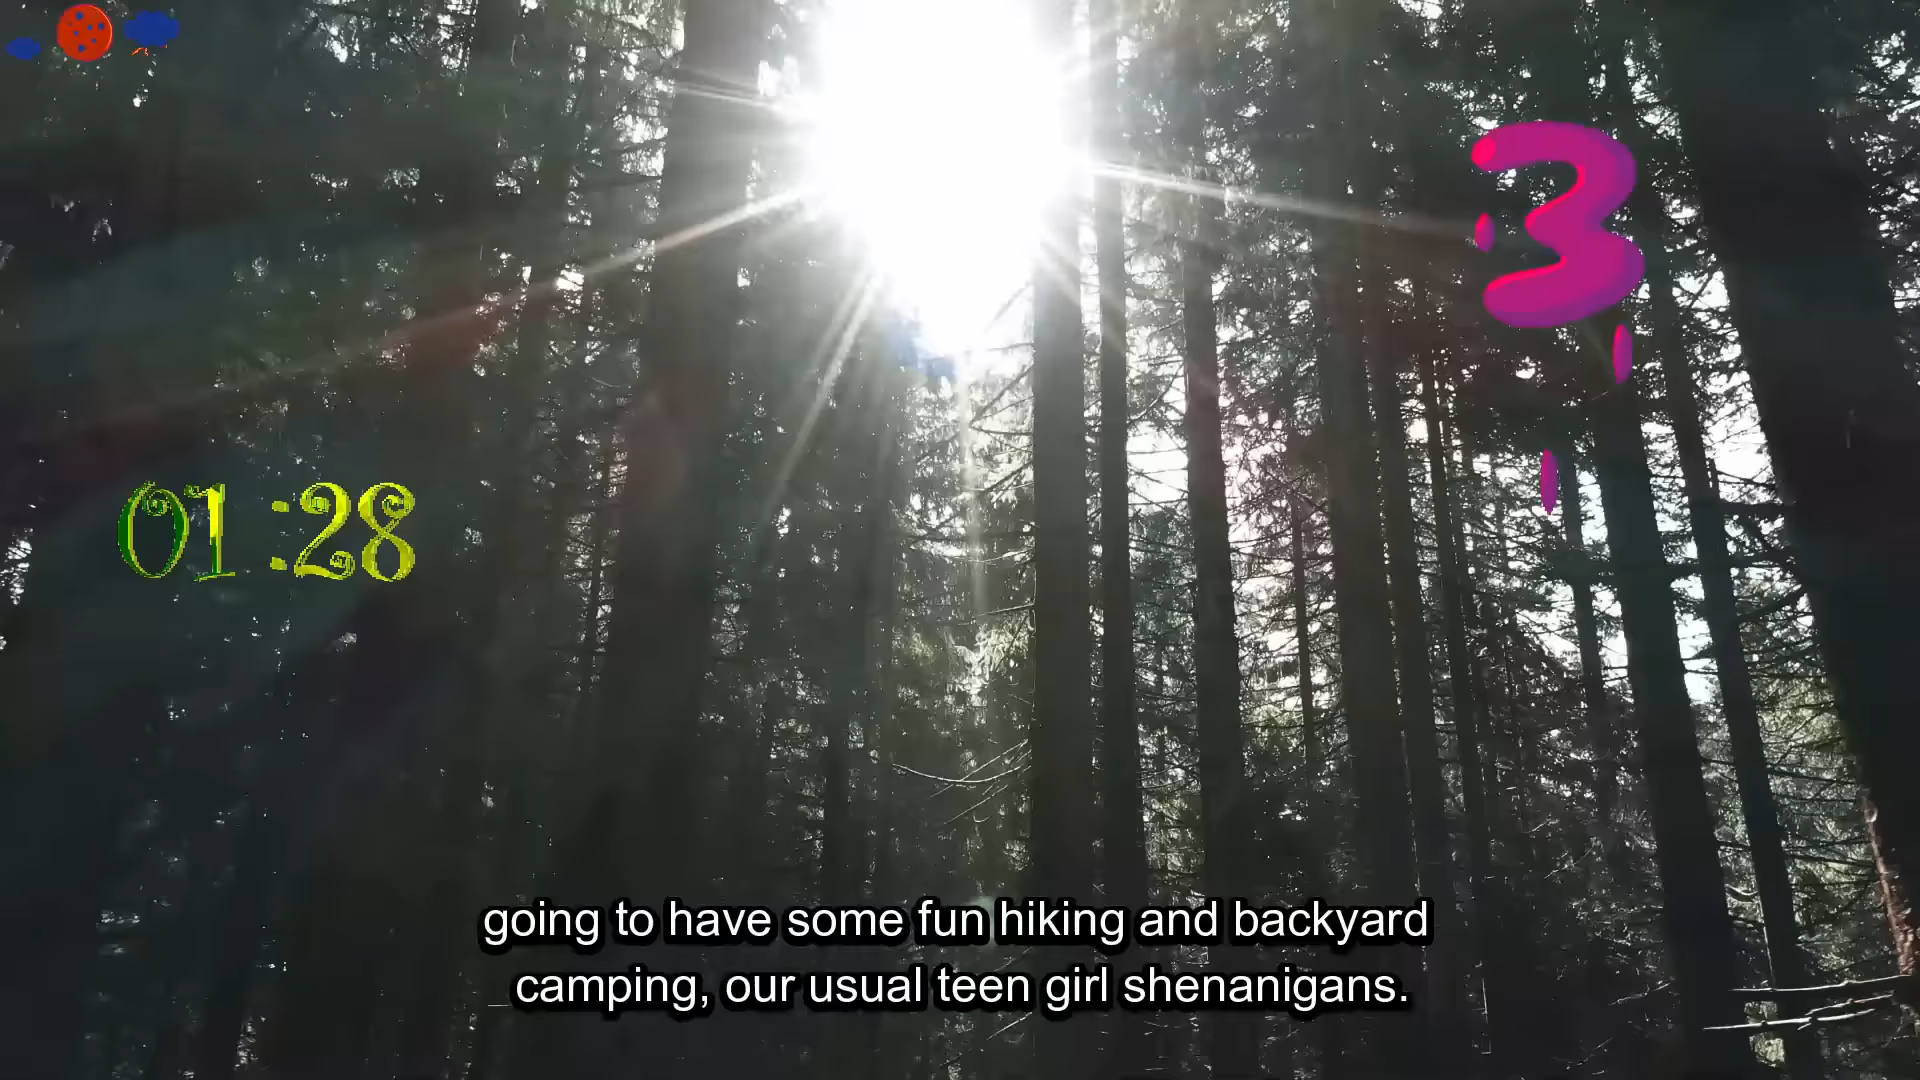 3
01:28
going to have some fun hiking and backyard
camping, our usual teen girl shenanigans.